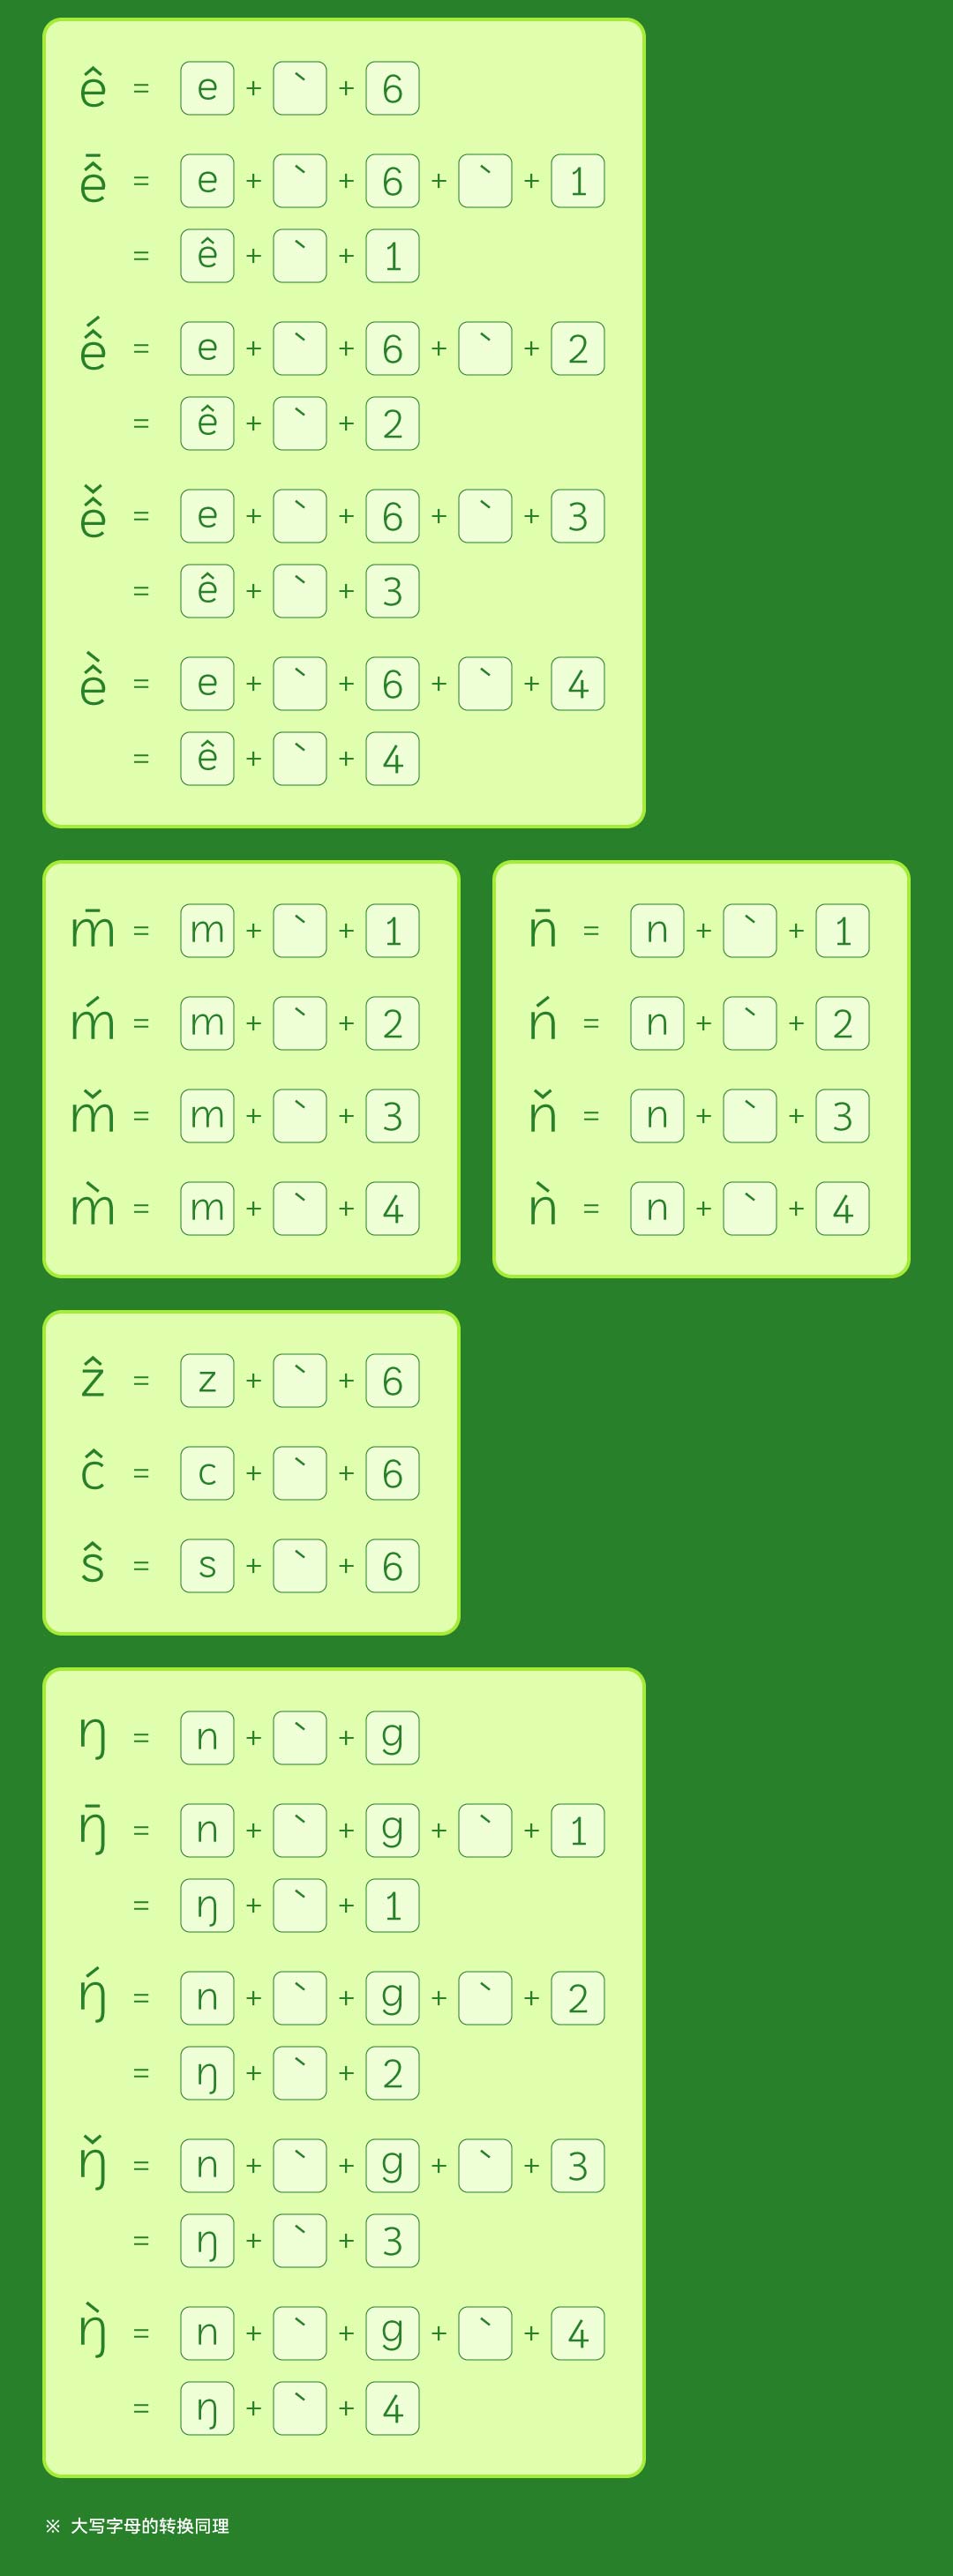 ê = e + ` + 6
ê̄ = e + ` + 6 + ` + 1
= ê + ` + 1
ế = e + ` + 6 + ` + 2
= ê + ` + 2
ê̌ = e + ` + 6 + ` + 3
= ê + ` + 3
ề = e + ` + 6 + ` + 4
= ê + ` + 4
m̄ = m + ` + 1
ḿ = m + ` + 2
m̌ = m + ` + 3
m̀ = m + ` + 4
n̄ = n + ` + 1
ń = n + ` + 2
ň = n + ` + 3
ǹ = n + ` + 4
ẑ = z + ` + 6
ĉ = c + ` + 6
ŝ = s + ` + 6
ŋ = n + ` + g
ŋ̄ = n + ` + g + ` + 1
= ŋ + ` + 1
ŋ́ = n + ` + g + ` + 2
= ŋ + ` + 2
ŋ̌ = n + ` + g + ` + 3
= ŋ + ` + 3
ŋ̀ = n + ` + g + ` + 4
= ŋ + ` + 4
※ 大写字母的转换同理